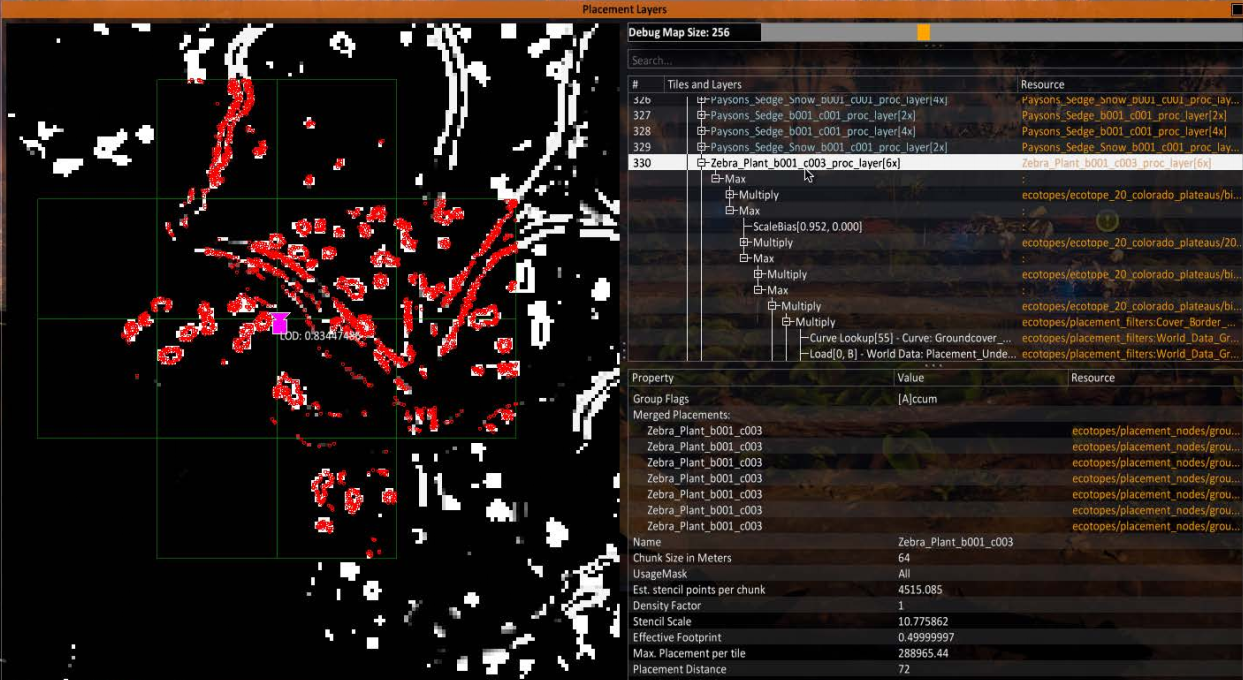 Placement Layers
LOD: 0.834474
Debug Map Size: 256
Search...
# Tiles and Layers Resource
326 Paysons_Sedge_Snow_b001_c001_proc_layer[4x] Paysons_Sedge_Snow_b001_c001_proc_lay...
327 Paysons_Sedge_Snow_b001_c001_proc_layer[2x] Paysons_Sedge_Snow_b001_c001_proc_layer[2x]
328 Paysons_Sedge_Snow_b001_c001_proc_layer[4x] Paysons_Sedge_Snow_b001_c001_proc_layer[4x]
329 Paysons_Sedge_Snow_b001_c001_proc_layer[2x] Paysons_Sedge_Snow_b001_c001_proc_lay...
330 Zebra_Plant_b001_c003_proc_layer[6x] Zebra_Plant_b001_c003_proc_layer[6x]
Max :
Multiply ecotopes/ecotope_20_colorado_plateaus/bi...
Max :
ScaleBias[0.952, 0.000]
Multiply ecotopes/ecotope_20_colorado_plateaus/20...
Max :
Multiply ecotopes/ecotope_20_colorado_plateaus/bi...
Max :
Multiply ecotopes/ecotope_20_colorado_plateaus/bi...
Multiply ecotopes/placement_filters:Cover_Border_...
Curve Lookup[55] - Curve: Groundcover_... ecotopes/placement_filters:World_Data_Gr...
Load[0, B] - World Data: Placement_Unde... ecotopes/placement_filters:World_Data_Gr...
Property Value Resource
Group Flags [A]ccum
Merged Placements:
Zebra_Plant_b001_c003 ecotopes/placement_nodes/grou...
Zebra_Plant_b001_c003 ecotopes/placement_nodes/grou...
Zebra_Plant_b001_c003 ecotopes/placement_nodes/grou...
Zebra_Plant_b001_c003 ecotopes/placement_nodes/grou...
Zebra_Plant_b001_c003 ecotopes/placement_nodes/grou...
Zebra_Plant_b001_c003 ecotopes/placement_nodes/grou...
Zebra_Plant_b001_c003 ecotopes/placement_nodes/grou...
Name Zebra_Plant_b001_c003
Chunk Size in Meters 64
UsageMask All
Est. stencil points per chunk 4515.085
Density Factor 1
Stencil Scale 10.775862
Effective Footprint 0.49999997
Max. Placement per tile 288965.44
Placement Distance 72